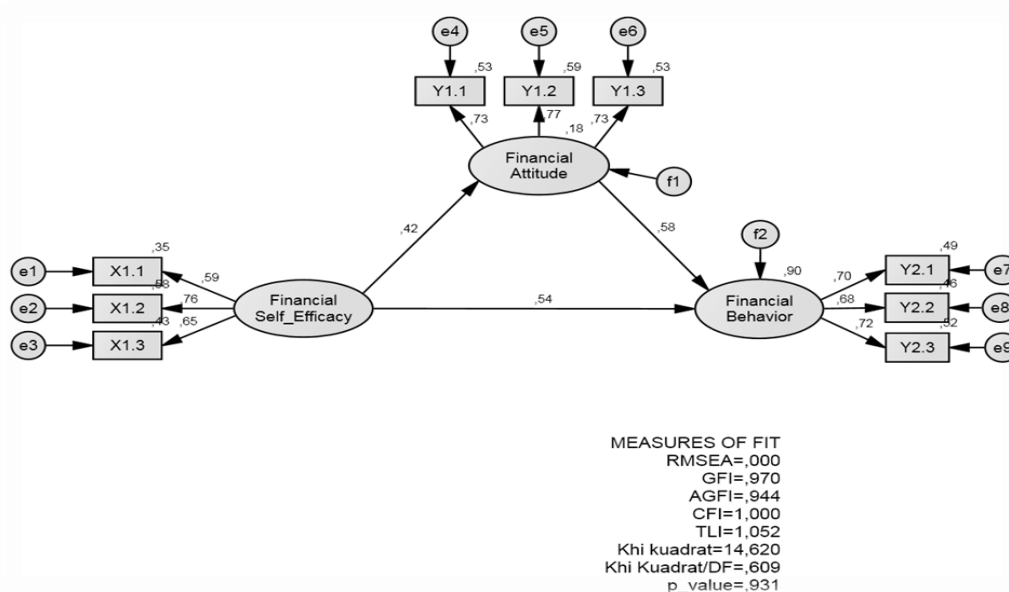 e4
e5
e6
,53
,59
,53
Y1.1
Y1.2
Y1.3
,73
,77
,73
,18
Financial
Attitude
f1
,42
,58
f2
,35
,49
e1
X1.1
,59
,90
,70
Y2.1
e7
,58
,46
e2
X1.2
,76
Financial
Self_Efficacy
,54
Financial
Behavior
,68
Y2.2
e8
,43
,52
e3
X1.3
,65
,72
Y2.3
e9
MEASURES OF FIT
RMSEA=,000
GFI=,970
AGFI=,944
CFI=1,000
TLI=1,052
Khi kuadrat=14,620
Khi Kuadrat/DF=,609
p_value=,931